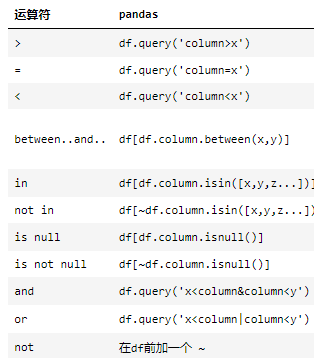 运算符 pandas
> df.query('column>x')
= df.query('column=x')
< df.query('column<x')
between..and.. df[df.column.between(x,y)]
in df[df.column.isin([x,y,z...])]
not in df[~df.column.isin([x,y,z...])
is null df[df.column.isnull()]
is not null df[~df.column.isnull()]
and df.query('x<column&column<y')
or df.query('x<column|column<y')
not 在df前加一个 ~